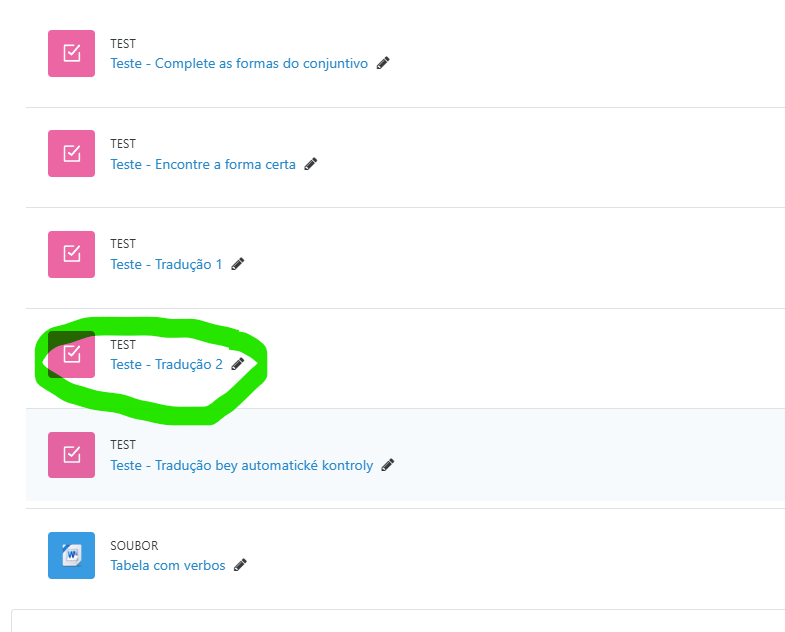 TEST
Teste - Complete as formas do conjuntivo
TEST
Teste - Encontre a forma certa
TEST
Teste - Tradução 1
TEST
Teste - Tradução 2
TEST
Teste - Tradução bey automatické kontroly
SOUBOR
Tabela com verbos